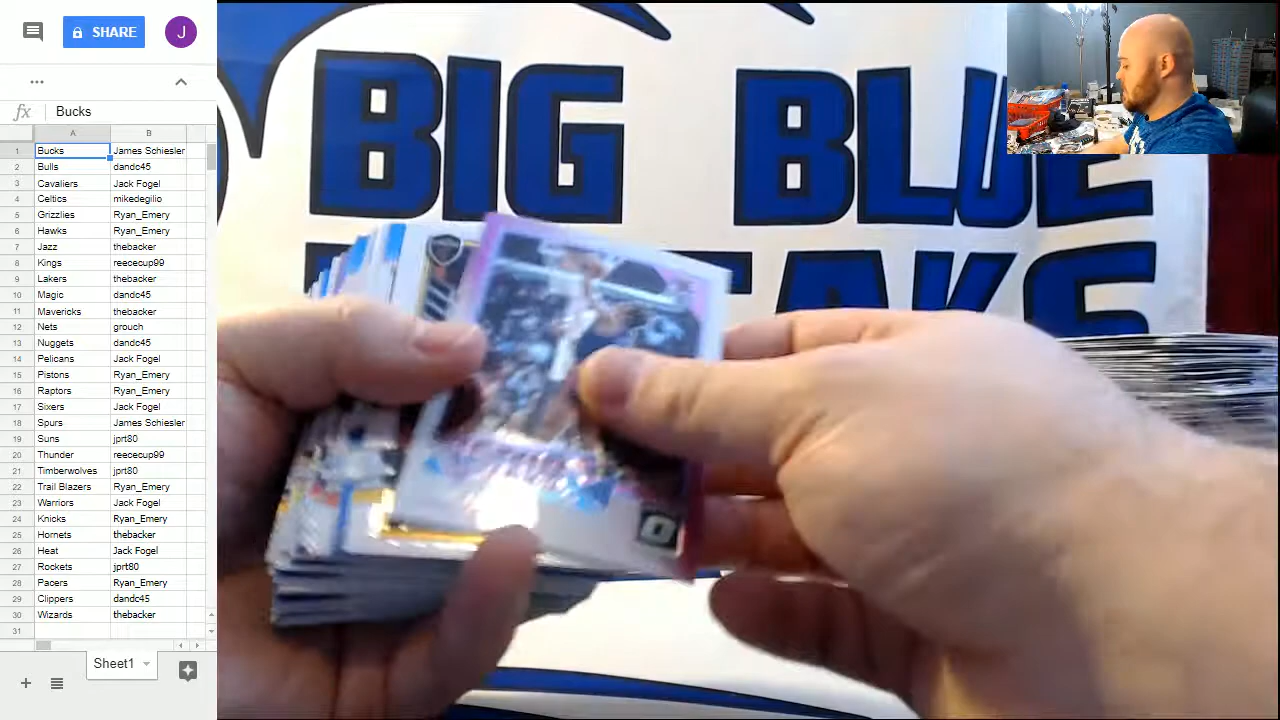 SHARE
J
...
fx Bucks
A B
1 Bucks James Schiesler
2 Bulls dandc45
3 Cavaliers Jack Fogel
4 Celtics mikedegilio
5 Grizzlies Ryan_Emery
6 Hawks Ryan_Emery
7 Jazz thebacker
8 Kings reececup99
9 Lakers thebacker
10 Magic dandc45
11 Mavericks thebacker
12 Nets grouch
13 Nuggets dandc45
14 Pelicans Jack Fogel
15 Pistons Ryan_Emery
16 Raptors Ryan_Emery
17 Sixers Jack Fogel
18 Spurs James Schiesler
19 Suns jprt80
20 Thunder reececup99
21 Timberwolves jprt80
22 Trail Blazers Ryan_Emery
23 Warriors Jack Fogel
24 Knicks Ryan_Emery
25 Hornets thebacker
26 Heat Jack Fogel
27 Rockets jprt80
28 Pacers Ryan_Emery
29 Clippers dandc45
30 Wizards thebacker
31
Sheet1
BIG BLUE
EAKS